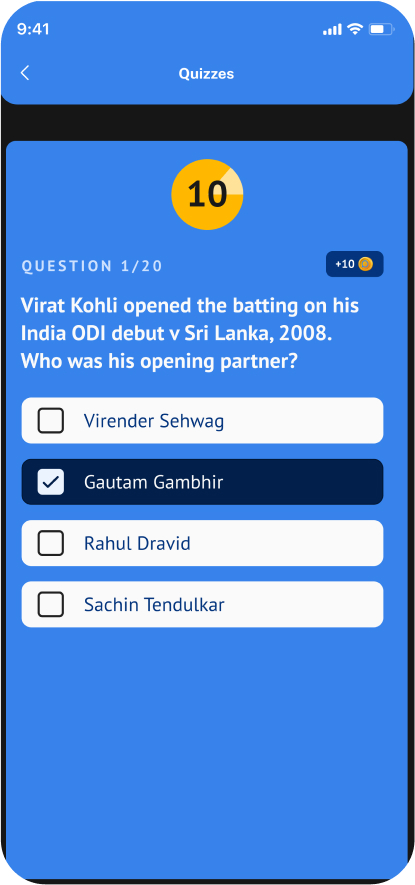 9:41
Quizzes
10
QUESTION 1/20
+10
Virat Kohli opened the batting on his
India ODI debut v Sri Lanka, 2008.
Who was his opening partner?
Virender Sehwag
Gautam Gambhir
Rahul Dravid
Sachin Tendulkar